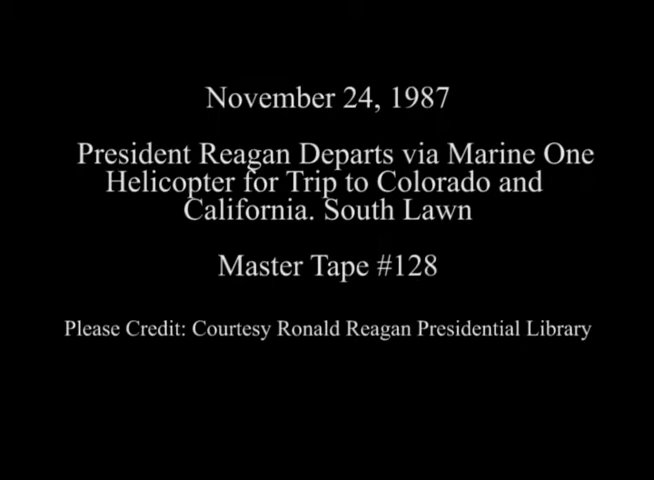 November 24, 1987
President Reagan Departs via Marine One
Helicopter for Trip to Colorado and
California. South Lawn
Master Tape #128
Please Credit: Courtesy Ronald Reagan Presidential Library